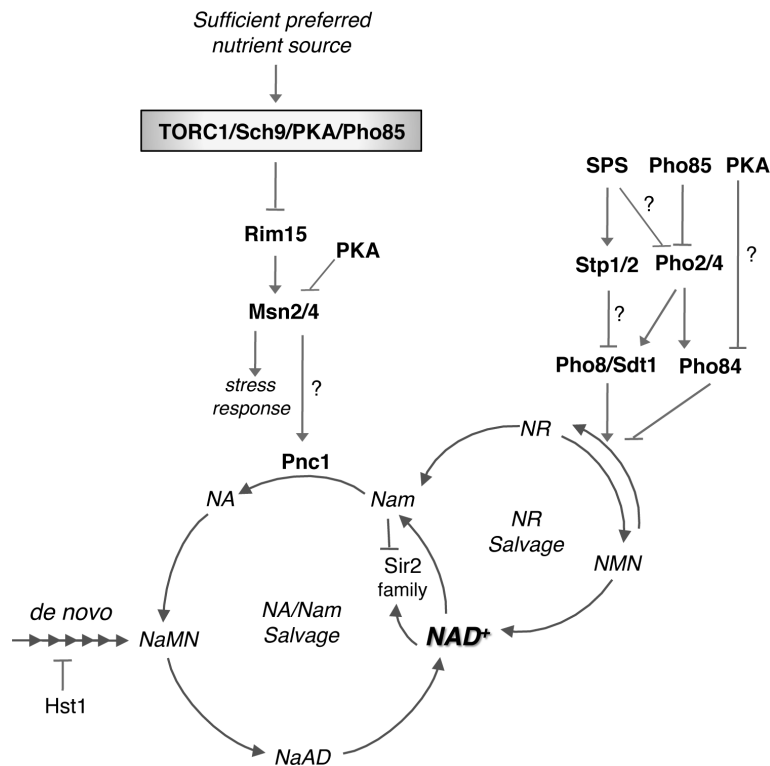 Sufficient preferred
nutrient source
TORC1/Sch9/PKA/Pho85
SPS Pho85 PKA
?
Rim15
PKA
?
Stp1/2 Pho2/4
Msn2/4
?
Pho8/Sdt1 Pho84
stress
response
?
NR
Pnc1
NA
Nam
NR
Salvage
Sir2
family
NMN
de novo
NaMN
NA/Nam
Salvage
NAD+
Hst1
NaAD